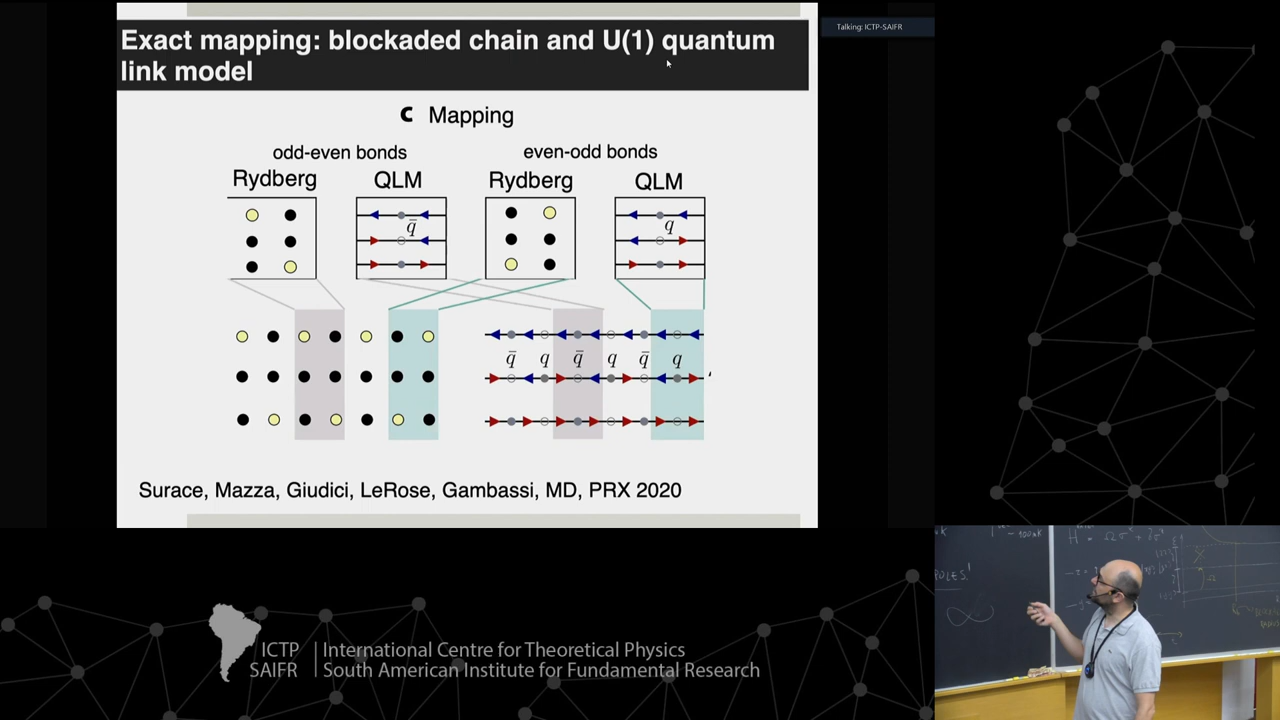 Exact mapping: blockaded chain and U(1) quantum
link model
Talking: ICTP-SAIFR
C Mapping
odd-even bonds
even-odd bonds
Rydberg
QLM
Rydberg
QLM
q̄
q
q̄ q q̄ q q̄ q
Surace, Mazza, Giudici, LeRose, Gambassi, MD, PRX 2020
POLES!
ICTP
SAIFR
International Centre for Theoretical Physics
South American Institute for Fundamental Research